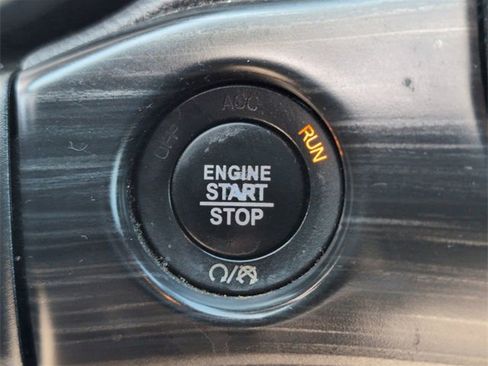 OFF ACC RUN
ENGINE
START
STOP